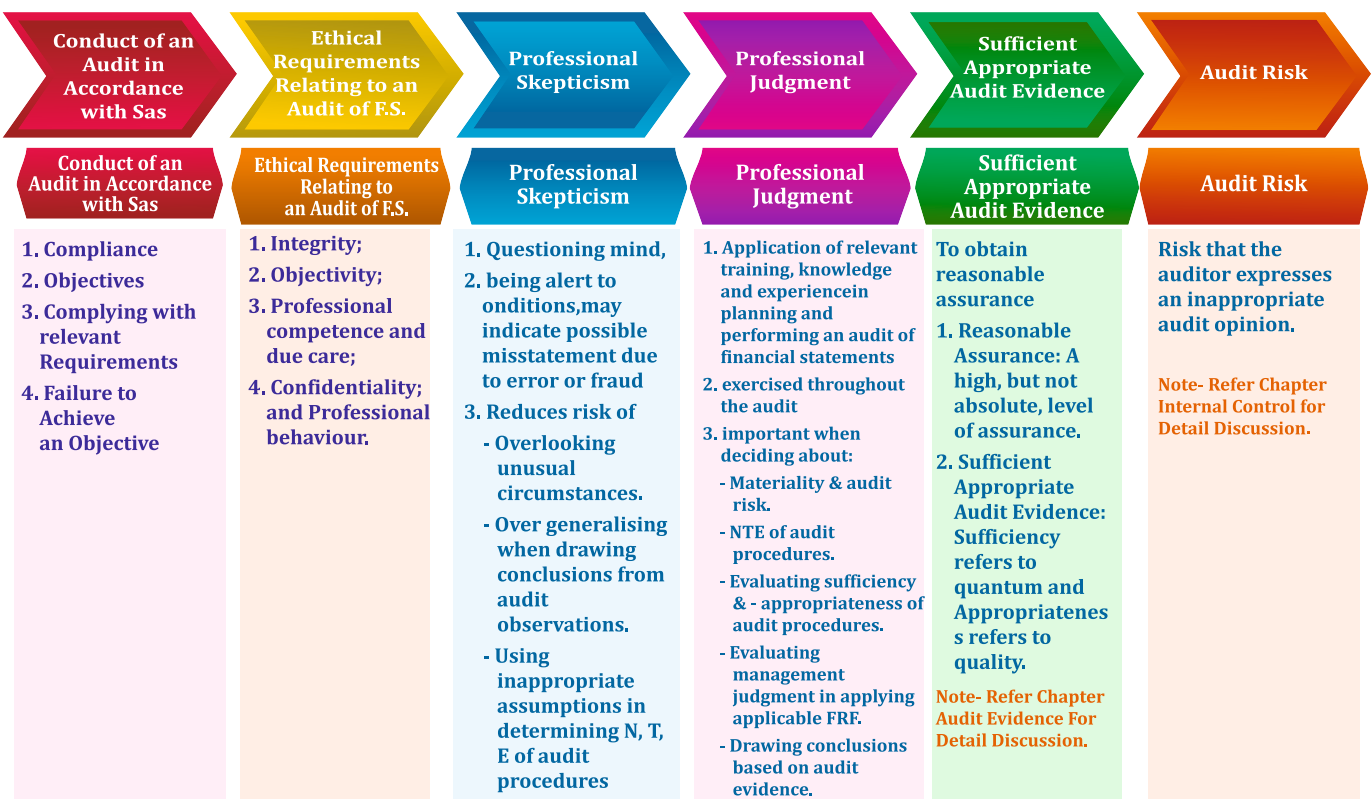 Conduct of an
Audit in
Accordance
with Sas
Ethical
Requirements
Relating to an
Audit of F.S.
Professional
Skepticism
Professional
Judgment
Sufficient
Appropriate
Audit Evidence
Audit Risk
Conduct of an
Audit in Accordance
with Sas
Ethical Requirements
Relating to
an Audit of F.S.
Professional
Skepticism
Professional
Judgment
Sufficient
Appropriate
Audit Evidence
Audit Risk
1. Compliance
2. Objectives
3. Complying with
relevant
Requirements
4. Failure to
Achieve
an Objective
1. Integrity;
2. Objectivity;
3. Professional
competence and
due care;
4. Confidentiality;
and Professional
behaviour.
1. Questioning mind,
2. being alert to
onditions,may
indicate possible
misstatement due
to error or fraud
3. Reduces risk of
- Overlooking
unusual
circumstances.
- Over generalising
when drawing
conclusions from
audit
observations.
- Using
inappropriate
assumptions in
determining N, T,
E of audit
procedures
1. Application of relevant
training, knowledge
and experiencein
planning and
performing an audit of
financial statements
2. exercised throughout
the audit
3. important when
deciding about:
- Materiality & audit
risk.
- NTE of audit
procedures.
- Evaluating sufficiency
& - appropriateness of
audit procedures.
- Evaluating
management
judgment in applying
applicable FRF.
- Drawing conclusions
based on audit
evidence.
To obtain
reasonable
assurance
1. Reasonable
Assurance: A
high, but not
absolute, level
of assurance.
2. Sufficient
Appropriate
Audit Evidence:
Sufficiency
refers to
quantum and
Appropriatenes
s refers to
quality.
Note- Refer Chapter
Audit Evidence For
Detail Discussion.
Risk that the
auditor expresses
an inappropriate
audit opinion.
Note- Refer Chapter
Internal Control for
Detail Discussion.